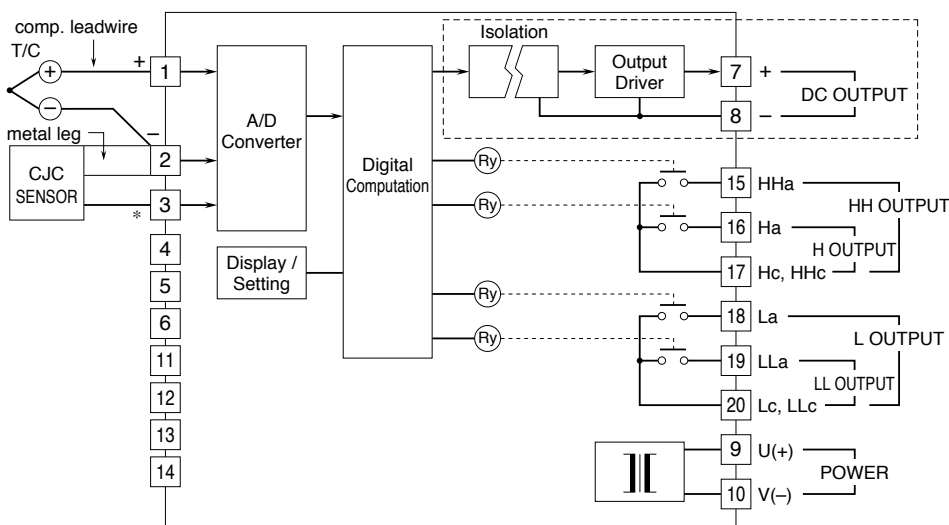 comp. leadwire
T/C
+
+
−
−
metal leg
CJC
SENSOR
*
1
2
3
4
5
6
11
12
13
14
A/D
Converter
Display /
Setting
Digital
Computation
Isolation
Output
Driver
Ry
Ry
Ry
Ry
7
+
8
−
DC OUTPUT
15
HHa
16
Ha
17
Hc, HHc
HH OUTPUT
H OUTPUT
18
La
19
LLa
20
Lc, LLc
L OUTPUT
LL OUTPUT
9
U(+)
10
V(–)
POWER